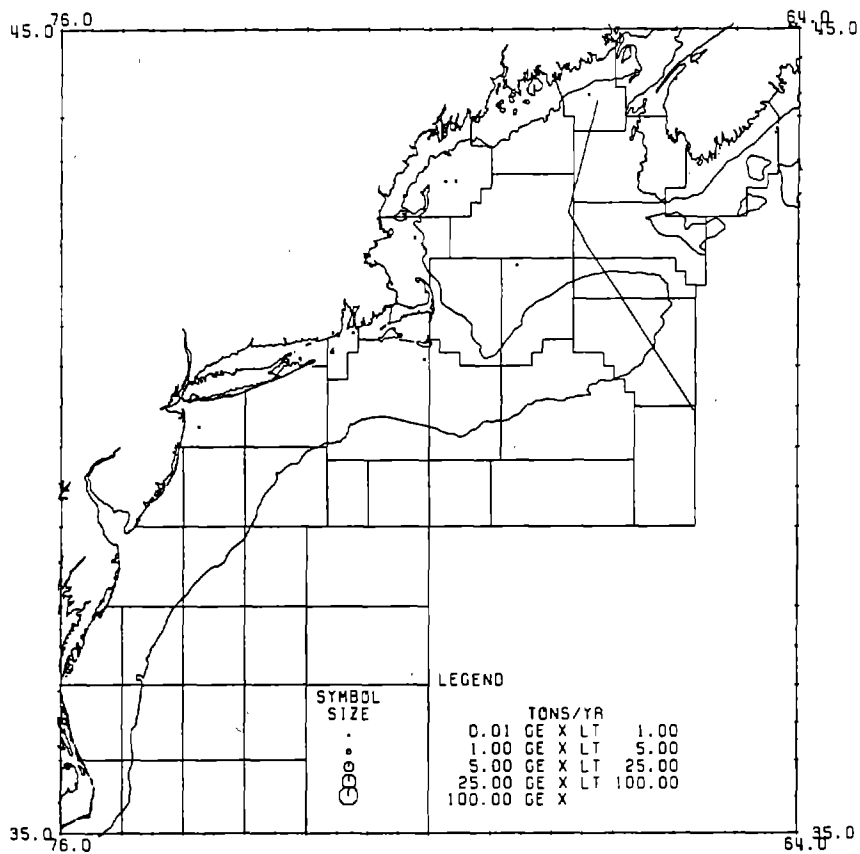 76.0 64.0
45.0 45.0
LEGEND
SYMBOL
SIZE
TONS/YR
0.01 GE X LT 1.00
1.00 GE X LT 5.00
5.00 GE X LT 25.00
25.00 GE X LT 100.00
100.00 GE X
35.0 35.0
76.0 64.0